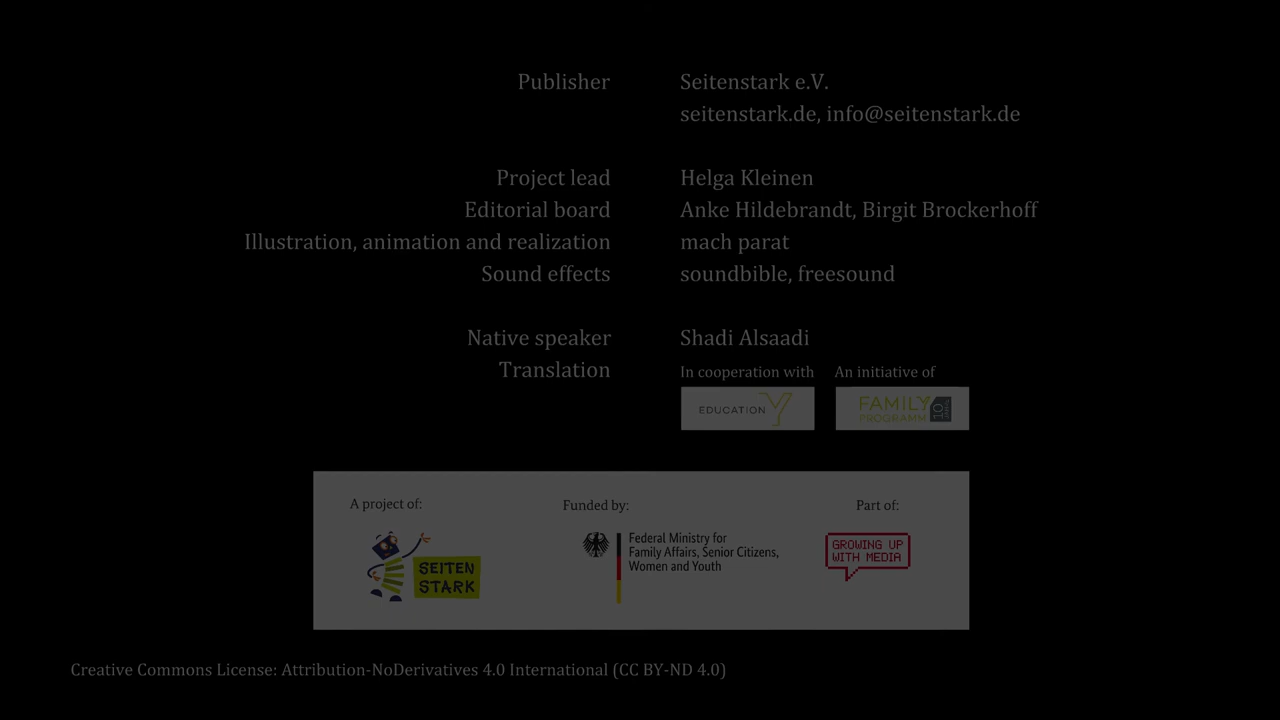 Publisher Seitenstark e.V.
seitenstark.de, info@seitenstark.de
Project lead Helga Kleinen
Editorial board Anke Hildebrandt, Birgit Brockerhoff
Illustration, animation and realization mach parat
Sound effects soundbible, freesound
Native speaker Shadi Alsaadi
Translation In cooperation with An initiative of
EDUCATION Y
FAMILY
PROGRAMM
10
A project of: Funded by: Part of:
SEITEN
STARK
Federal Ministry for
Family Affairs, Senior Citizens,
Women and Youth
GROWING UP
WITH MEDIA
Creative Commons License: Attribution-NoDerivatives 4.0 International (CC BY-ND 4.0)